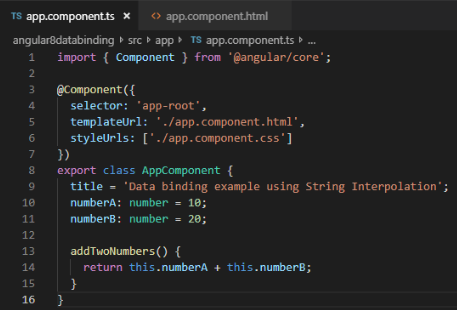 TS app.component.ts × <> app.component.html
angular8databinding > src > app > TS app.component.ts > ...
1 import { Component } from '@angular/core';
2
3 @Component({
4 selector: 'app-root',
5 templateUrl: './app.component.html',
6 styleUrls: ['./app.component.css']
7 })
8 export class AppComponent {
9 title = 'Data binding example using String Interpolation';
10 numberA: number = 10;
11 numberB: number = 20;
12
13 addTwoNumbers() {
14 return this.numberA + this.numberB;
15 }
16 }